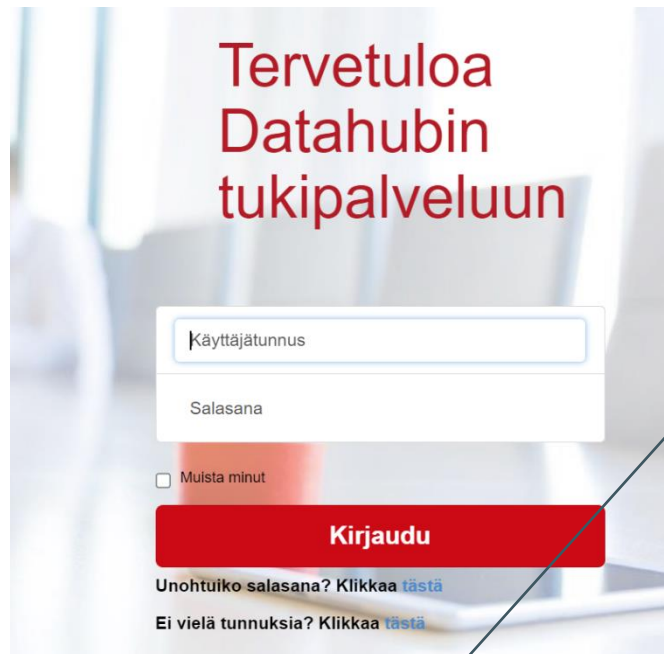 Tervetuloa
Datahubin
tukipalveluun
Käyttäjätunnus
Salasana
Muista minut
Kirjaudu
Unohtuiko salasana? Klikkaa tästä
Ei vielä tunnuksia? Klikkaa tästä